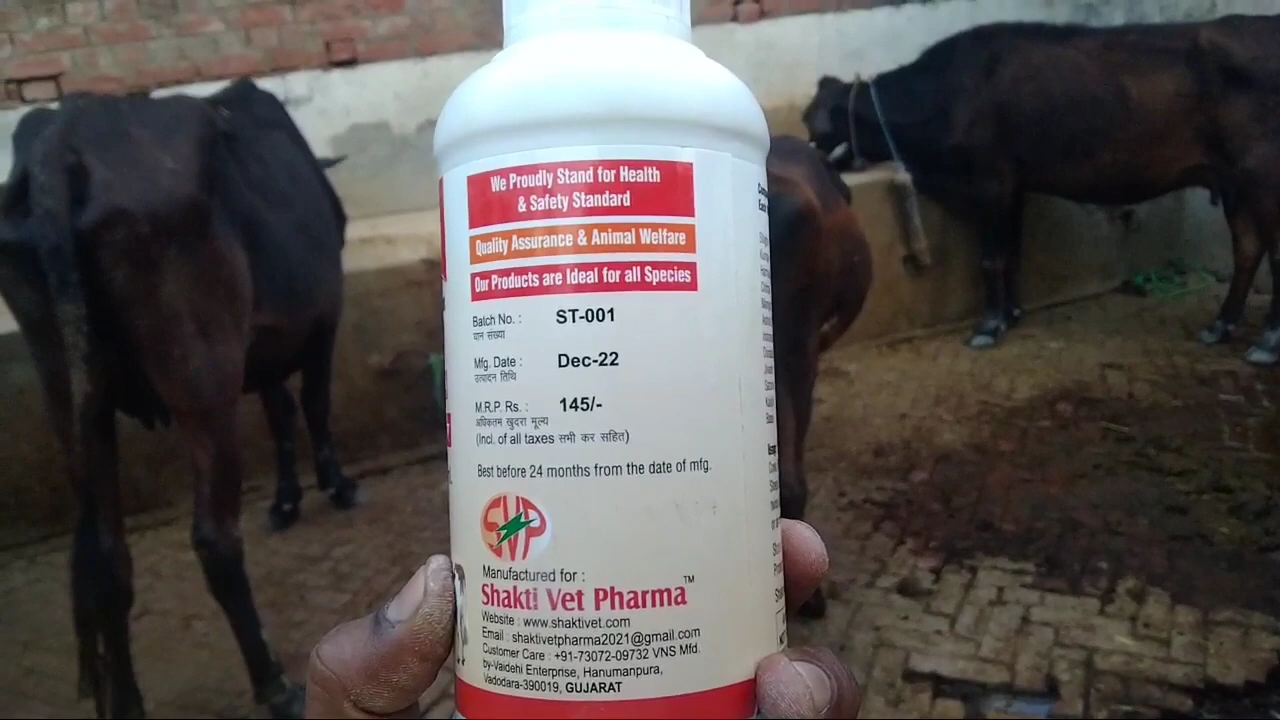 We Proudly Stand for Health
& Safety Standard
Quality Assurance & Animal Welfare
Our Products are Ideal for all Species
Batch No. : ST-001
घान संख्या
Mfg. Date : Dec-22
उत्पादन तिथि
M.R.P. Rs. : 145/-
अधिकतम खुदरा मूल्य
(Incl. of all taxes सभी कर सहित)
Best before 24 months from the date of mfg.
SVP
Manufactured for :
Shakti Vet Pharma™
Website : www.shaktivet.com
Email : shaktivetpharma2021@gmail.com
Customer Care : +91-73072-09732 VNS Mfd.
by-Vaidehi Enterprise, Hanumanpura,
Vadodara-390019, GUJARAT